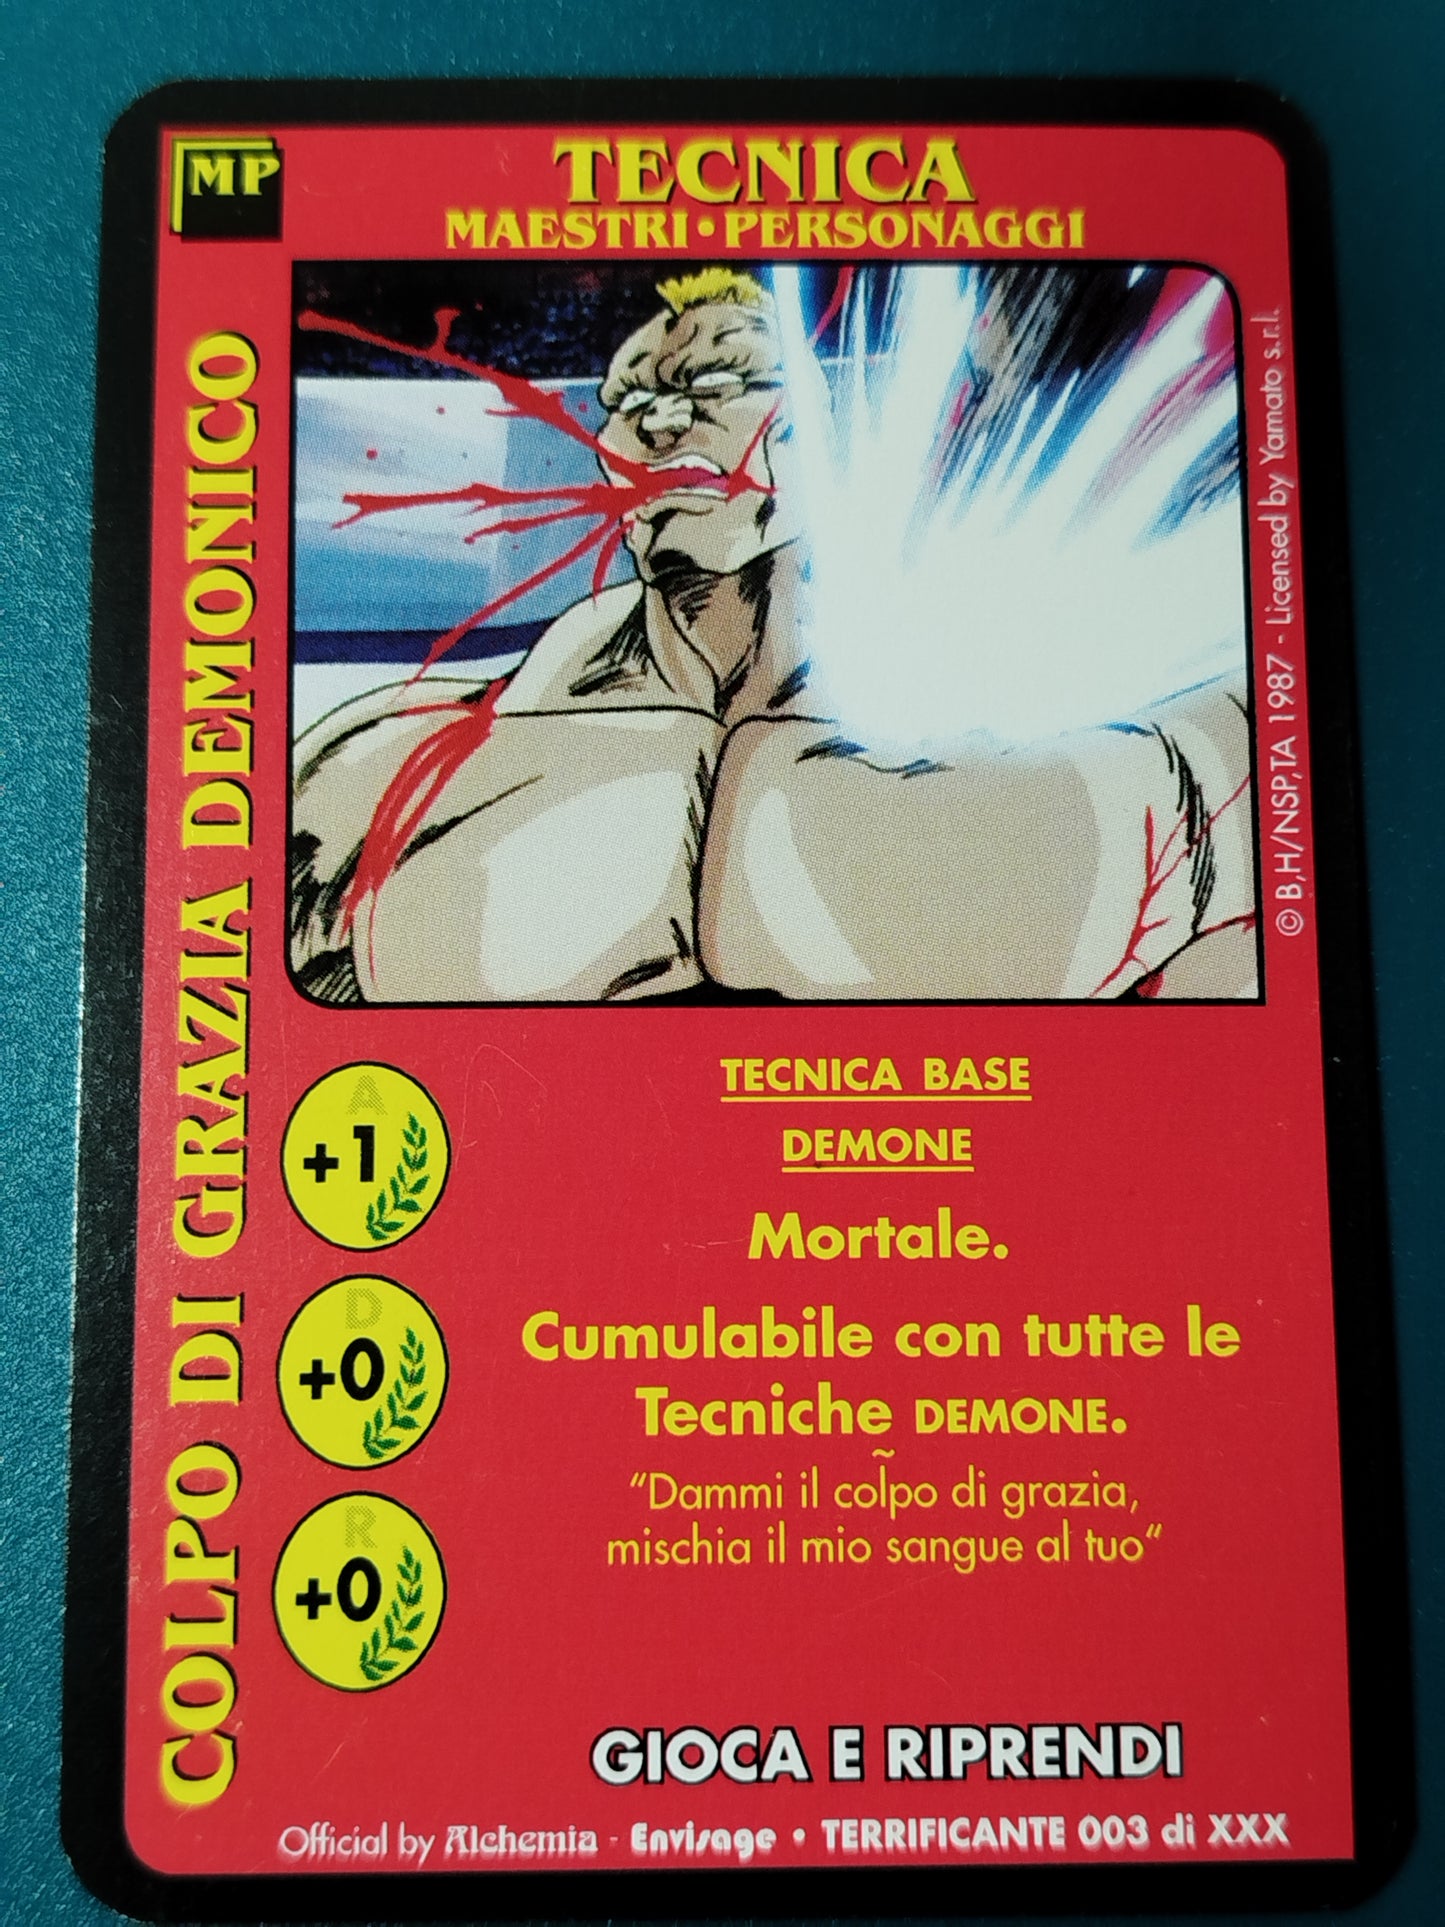 MP
TECNICA
MAESTRI•PERSONAGGI
COLPO DI GRAZIA DEMONICO
© B,H/NSP,TA 1987 - Licensed by Yamato s.r.l.
A
+1
D
+0
R
+0
TECNICA BASE
DEMONE
Mortale.
Cumulabile con tutte le
Tecniche DEMONE.
~
“Dammi il colpo di grazia,
mischia il mio sangue al tuo“
GIOCA E RIPRENDI
Official by Alchemia - Envisage • TERRIFICANTE 003 di XXX